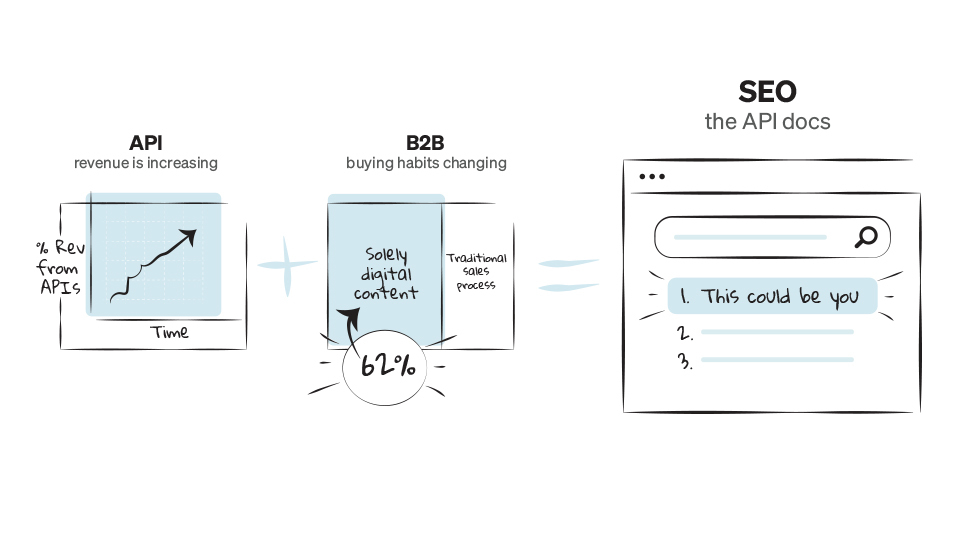 API
revenue is increasing
% Rev
from
APIs
Time
B2B
buying habits changing
Solely
digital
content
Traditional
sales
process
62%
SEO
the API docs
1. This could be you
2.
3.